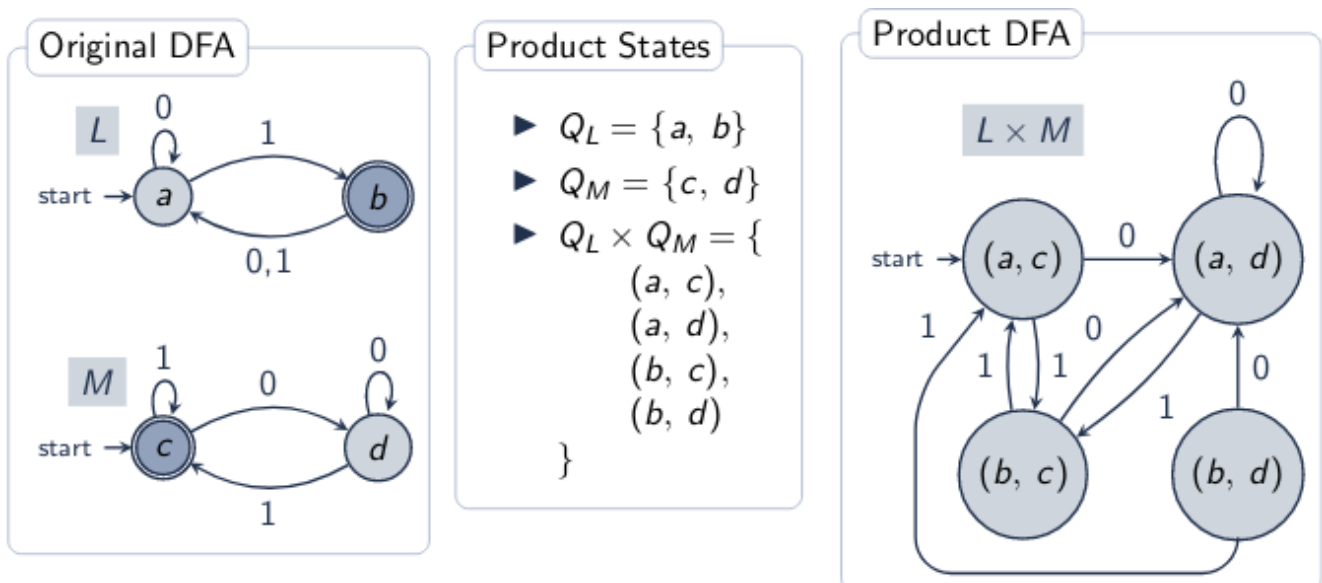 Original DFA
L
0
1
start
a
b
0,1
M
1
0
0
start
c
d
1
Product States
► Q_L = {a, b}
► Q_M = {c, d}
► Q_L × Q_M = {
(a, c),
(a, d),
(b, c),
(b, d)
}
Product DFA
L × M
0
start
(a, c)
0
(a, d)
1
1
1
0
1
0
(b, c)
(b, d)